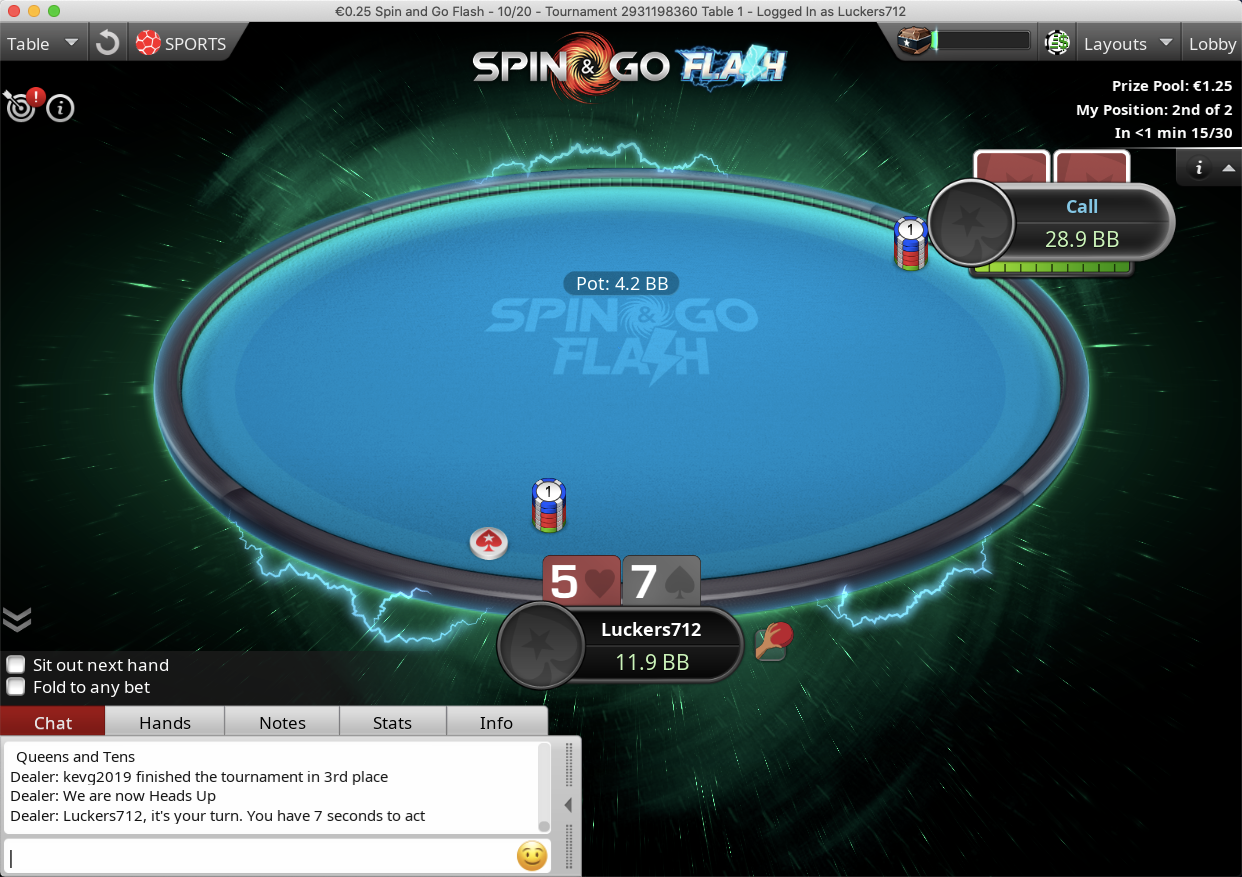 €0.25 Spin and Go Flash - 10/20 - Tournament 2931198360 Table 1 - Logged In as Luckers712
Table
SPORTS
SPIN & GO FLASH
Layouts
Lobby
Prize Pool: €1.25
My Position: 2nd of 2
In <1 min 15/30
!
i
i
Call
28.9 BB
1
Pot: 4.2 BB
SPIN & GO
FLASH
1
5 7
Luckers712
11.9 BB
Sit out next hand
Fold to any bet
Chat Hands Notes Stats Info
Queens and Tens
Dealer: kevg2019 finished the tournament in 3rd place
Dealer: We are now Heads Up
Dealer: Luckers712, it's your turn. You have 7 seconds to act